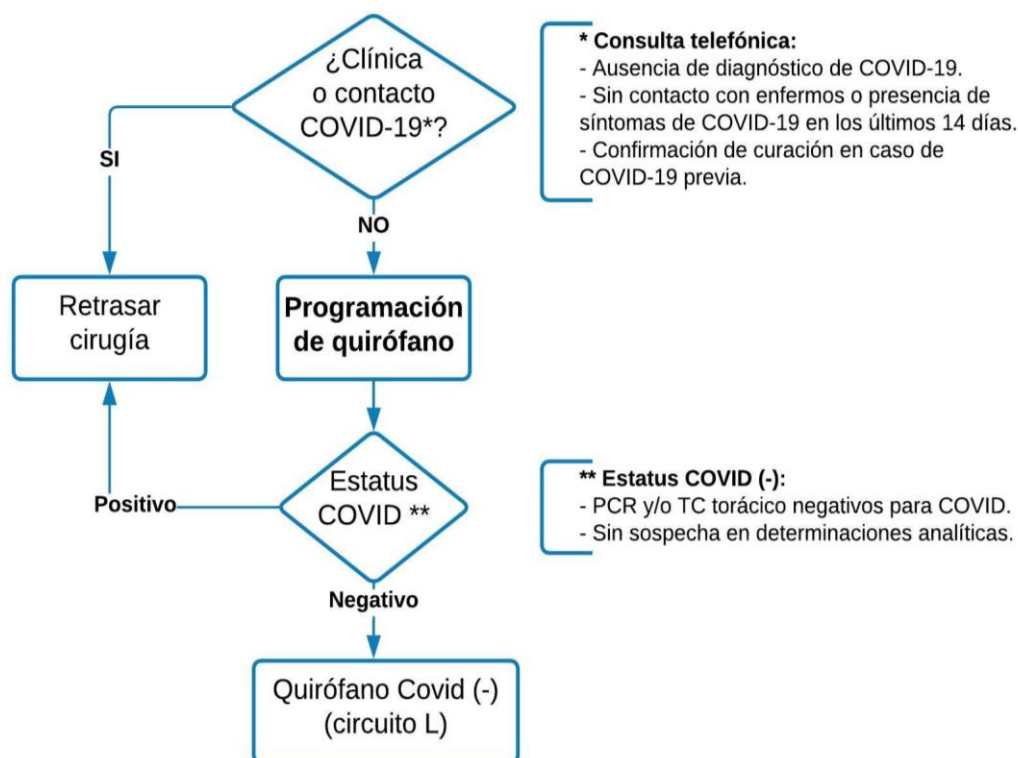 ¿Clínica
o contacto
COVID-19*?
* Consulta telefónica:
- Ausencia de diagnóstico de COVID-19.
- Sin contacto con enfermos o presencia de
síntomas de COVID-19 en los últimos 14 días.
- Confirmación de curación en caso de
COVID-19 previa.
SI
NO
Retrasar
cirugía
Programación
de quirófano
Estatus
COVID **
** Estatus COVID (-):
- PCR y/o TC torácico negativos para COVID.
- Sin sospecha en determinaciones analíticas.
Positivo
Negativo
Quirófano Covid (-)
(circuito L)